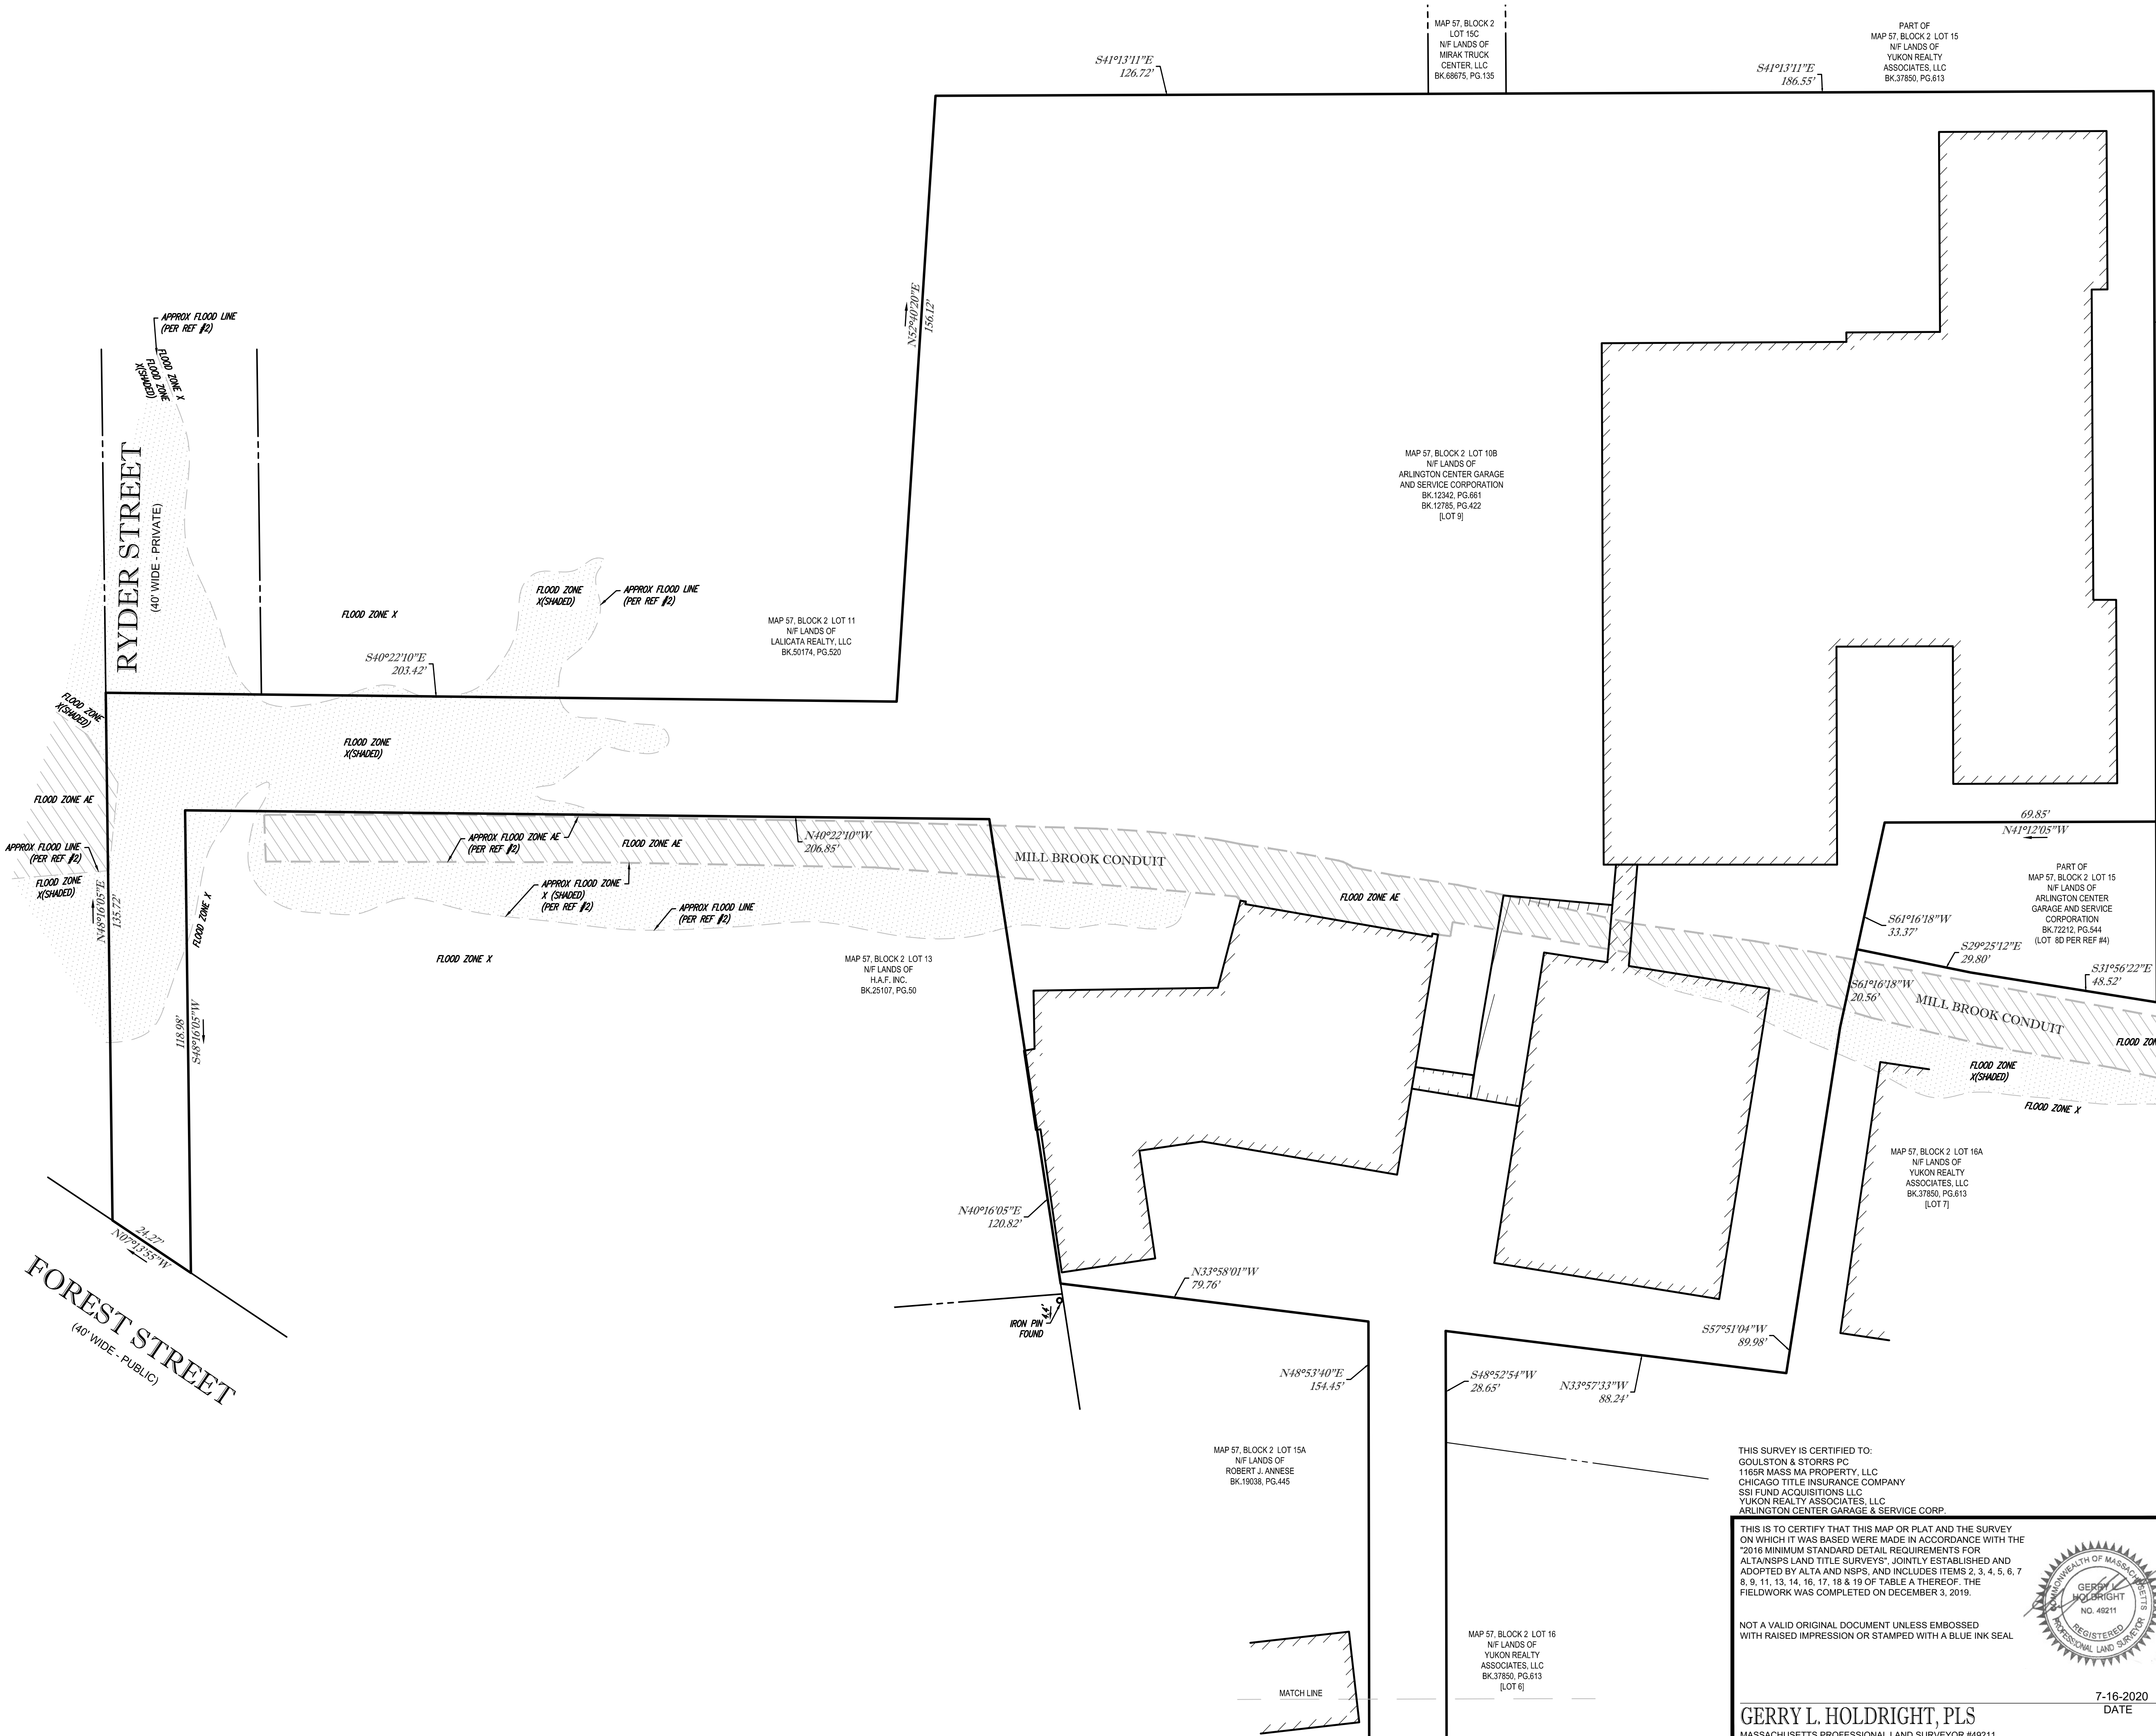 MAP 57, BLOCK 2
LOT 15C
N/F LANDS OF
MIRAK TRUCK
CENTER, LLC
BK.68675, PG.135
PART OF
MAP 57, BLOCK 2 LOT 15
N/F LANDS OF
YUKON REALTY
ASSOCIATES, LLC
BK.37850, PG.613
S41°13'11"E
126.72'
S41°13'11"E
186.55'
N52°40'20"E
156.12'
APPROX FLOOD LINE
(PER REF #2)
FLOOD ZONE X
FLOOD ZONE
X(SHADED)
RYDER STREET
(40' WIDE - PRIVATE)
MAP 57, BLOCK 2 LOT 10B
N/F LANDS OF
ARLINGTON CENTER GARAGE
AND SERVICE CORPORATION
BK.12342, PG.661
BK.12785, PG.422
[LOT 9]
FLOOD ZONE
X(SHADED)
APPROX FLOOD LINE
(PER REF #2)
FLOOD ZONE X
MAP 57, BLOCK 2 LOT 11
N/F LANDS OF
LALICATA REALTY, LLC
BK.50174, PG.520
S40°22'10"E
203.42'
FLOOD ZONE
X(SHADED)
FLOOD ZONE
X(SHADED)
FLOOD ZONE AE
APPROX FLOOD LINE
(PER REF #2)
FLOOD ZONE
X(SHADED)
N48°16'05"E
135.72'
FLOOD ZONE X
118.98'
S48°16'05"W
APPROX FLOOD ZONE AE
(PER REF #2)
FLOOD ZONE AE
N40°22'10"W
206.85'
MILL BROOK CONDUIT
APPROX FLOOD ZONE
X (SHADED)
(PER REF #2)
APPROX FLOOD LINE
(PER REF #2)
FLOOD ZONE AE
FLOOD ZONE X
MAP 57, BLOCK 2 LOT 13
N/F LANDS OF
H.A.F. INC.
BK.25107, PG.50
69.85'
N41°12'05"W
PART OF
MAP 57, BLOCK 2 LOT 15
N/F LANDS OF
ARLINGTON CENTER
GARAGE AND SERVICE
CORPORATION
BK.72212, PG.544
(LOT 8D PER REF #4)
S61°16'18"W
33.37'
S29°25'12"E
29.80'
S31°56'22"E
48.52'
S61°16'18"W
20.56'
MILL BROOK CONDUIT
FLOOD ZON
FLOOD ZONE
X(SHADED)
FLOOD ZONE X
MAP 57, BLOCK 2 LOT 16A
N/F LANDS OF
YUKON REALTY
ASSOCIATES, LLC
BK.37850, PG.613
[LOT 7]
N40°16'05"E
120.82'
24.27'
N07°13'55"W
FOREST STREET
(40' WIDE - PUBLIC)
N33°58'01"W
79.76'
4.4'
IRON PIN
FOUND
S57°51'04"W
89.98'
N48°53'40"E
154.45'
S48°52'54"W
28.65'
N33°57'33"W
88.24'
MAP 57, BLOCK 2 LOT 15A
N/F LANDS OF
ROBERT J. ANNESE
BK.19038, PG.445
THIS SURVEY IS CERTIFIED TO:
GOULSTON & STORRS PC
1165R MASS MA PROPERTY, LLC
CHICAGO TITLE INSURANCE COMPANY
SSI FUND ACQUISITIONS LLC
YUKON REALTY ASSOCIATES, LLC
ARLINGTON CENTER GARAGE & SERVICE CORP.
THIS IS TO CERTIFY THAT THIS MAP OR PLAT AND THE SURVEY
ON WHICH IT WAS BASED WERE MADE IN ACCORDANCE WITH THE
"2016 MINIMUM STANDARD DETAIL REQUIREMENTS FOR
ALTA/NSPS LAND TITLE SURVEYS", JOINTLY ESTABLISHED AND
ADOPTED BY ALTA AND NSPS, AND INCLUDES ITEMS 2, 3, 4, 5, 6, 7
8, 9, 11, 13, 14, 16, 17, 18 & 19 OF TABLE A THEREOF. THE
FIELDWORK WAS COMPLETED ON DECEMBER 3, 2019.
NOT A VALID ORIGINAL DOCUMENT UNLESS EMBOSSED
WITH RAISED IMPRESSION OR STAMPED WITH A BLUE INK SEAL
COMMONWEALTH OF MASSACHUSETTS
GERRY L.
HOLDRIGHT
NO. 49211
REGISTERED
PROFESSIONAL LAND SURVEYOR
MAP 57, BLOCK 2 LOT 16
N/F LANDS OF
YUKON REALTY
ASSOCIATES, LLC
BK.37850, PG.613
[LOT 6]
MATCH LINE
7-16-2020
DATE
GERRY L. HOLDRIGHT, PLS
MASSACHUSETTS PROFESSIONAL LAND SURVEYOR #49211